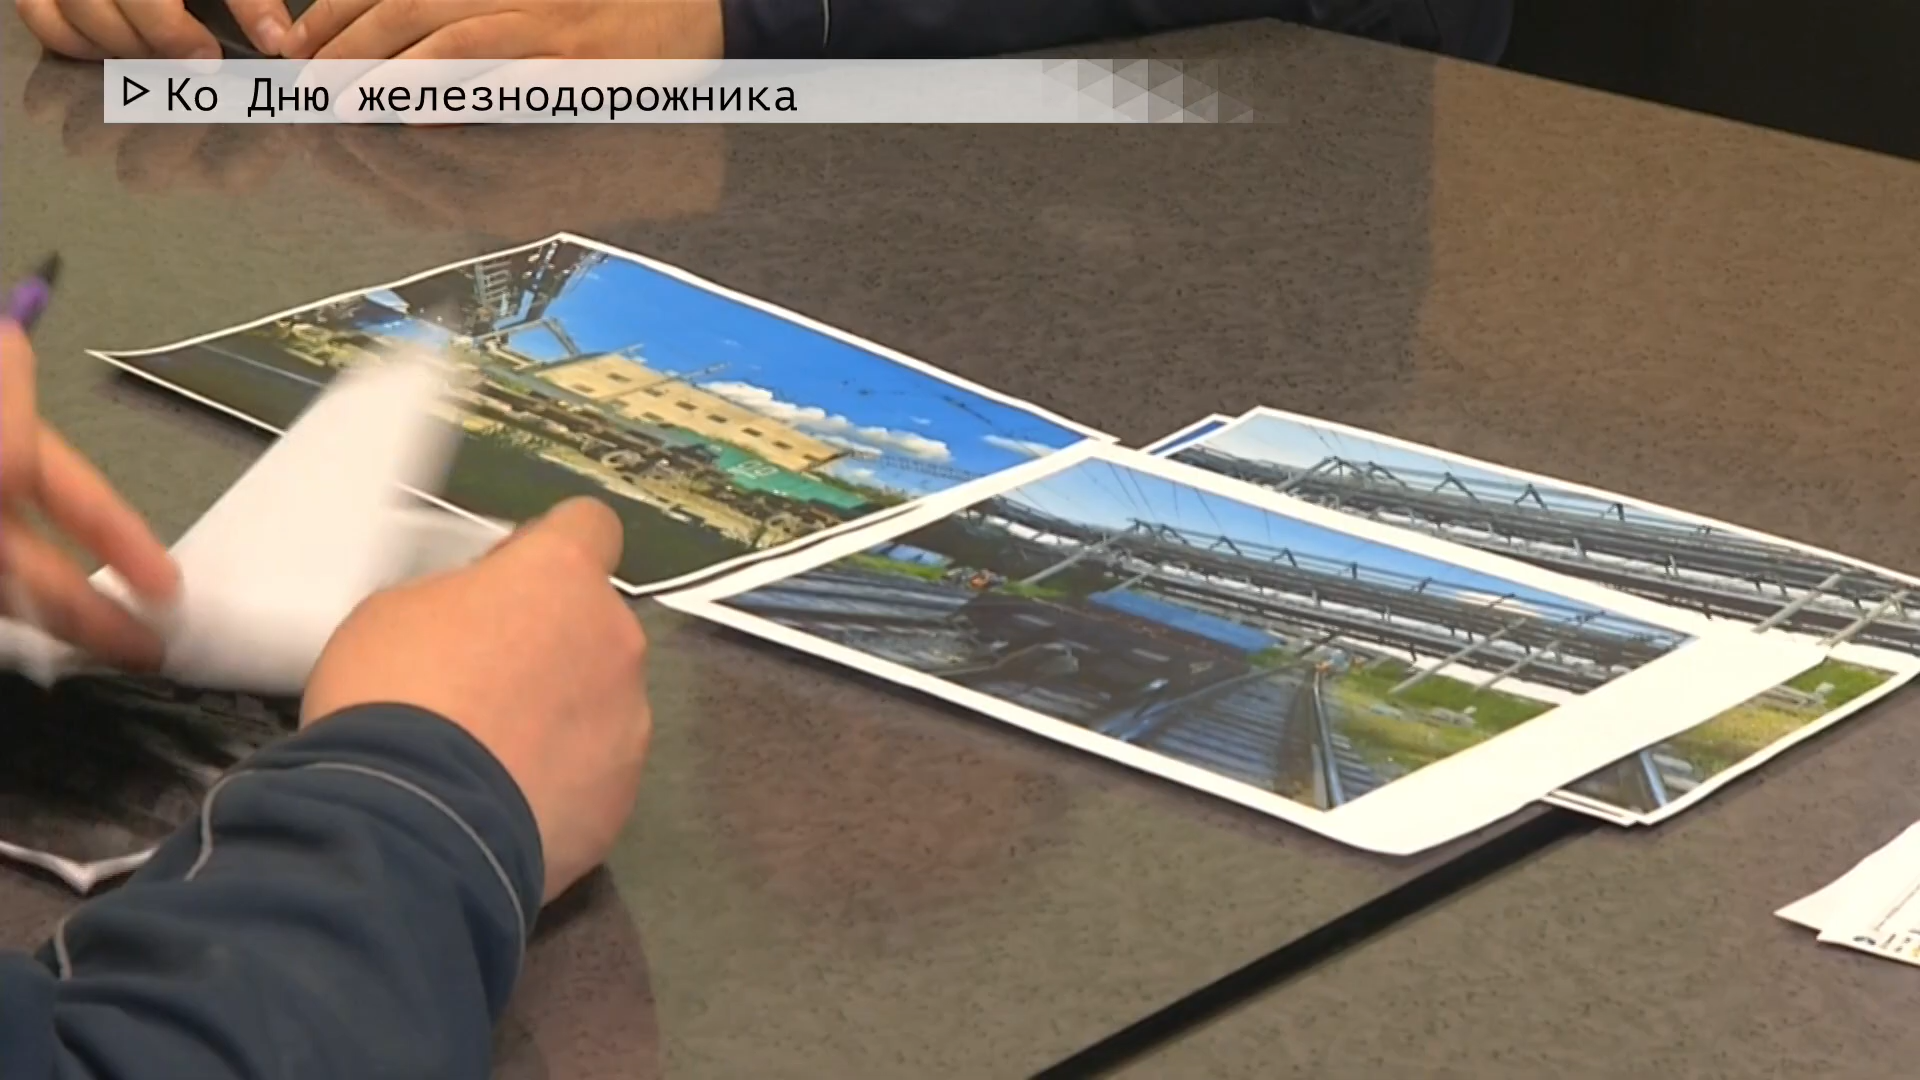 Ко Дню железнодорожника